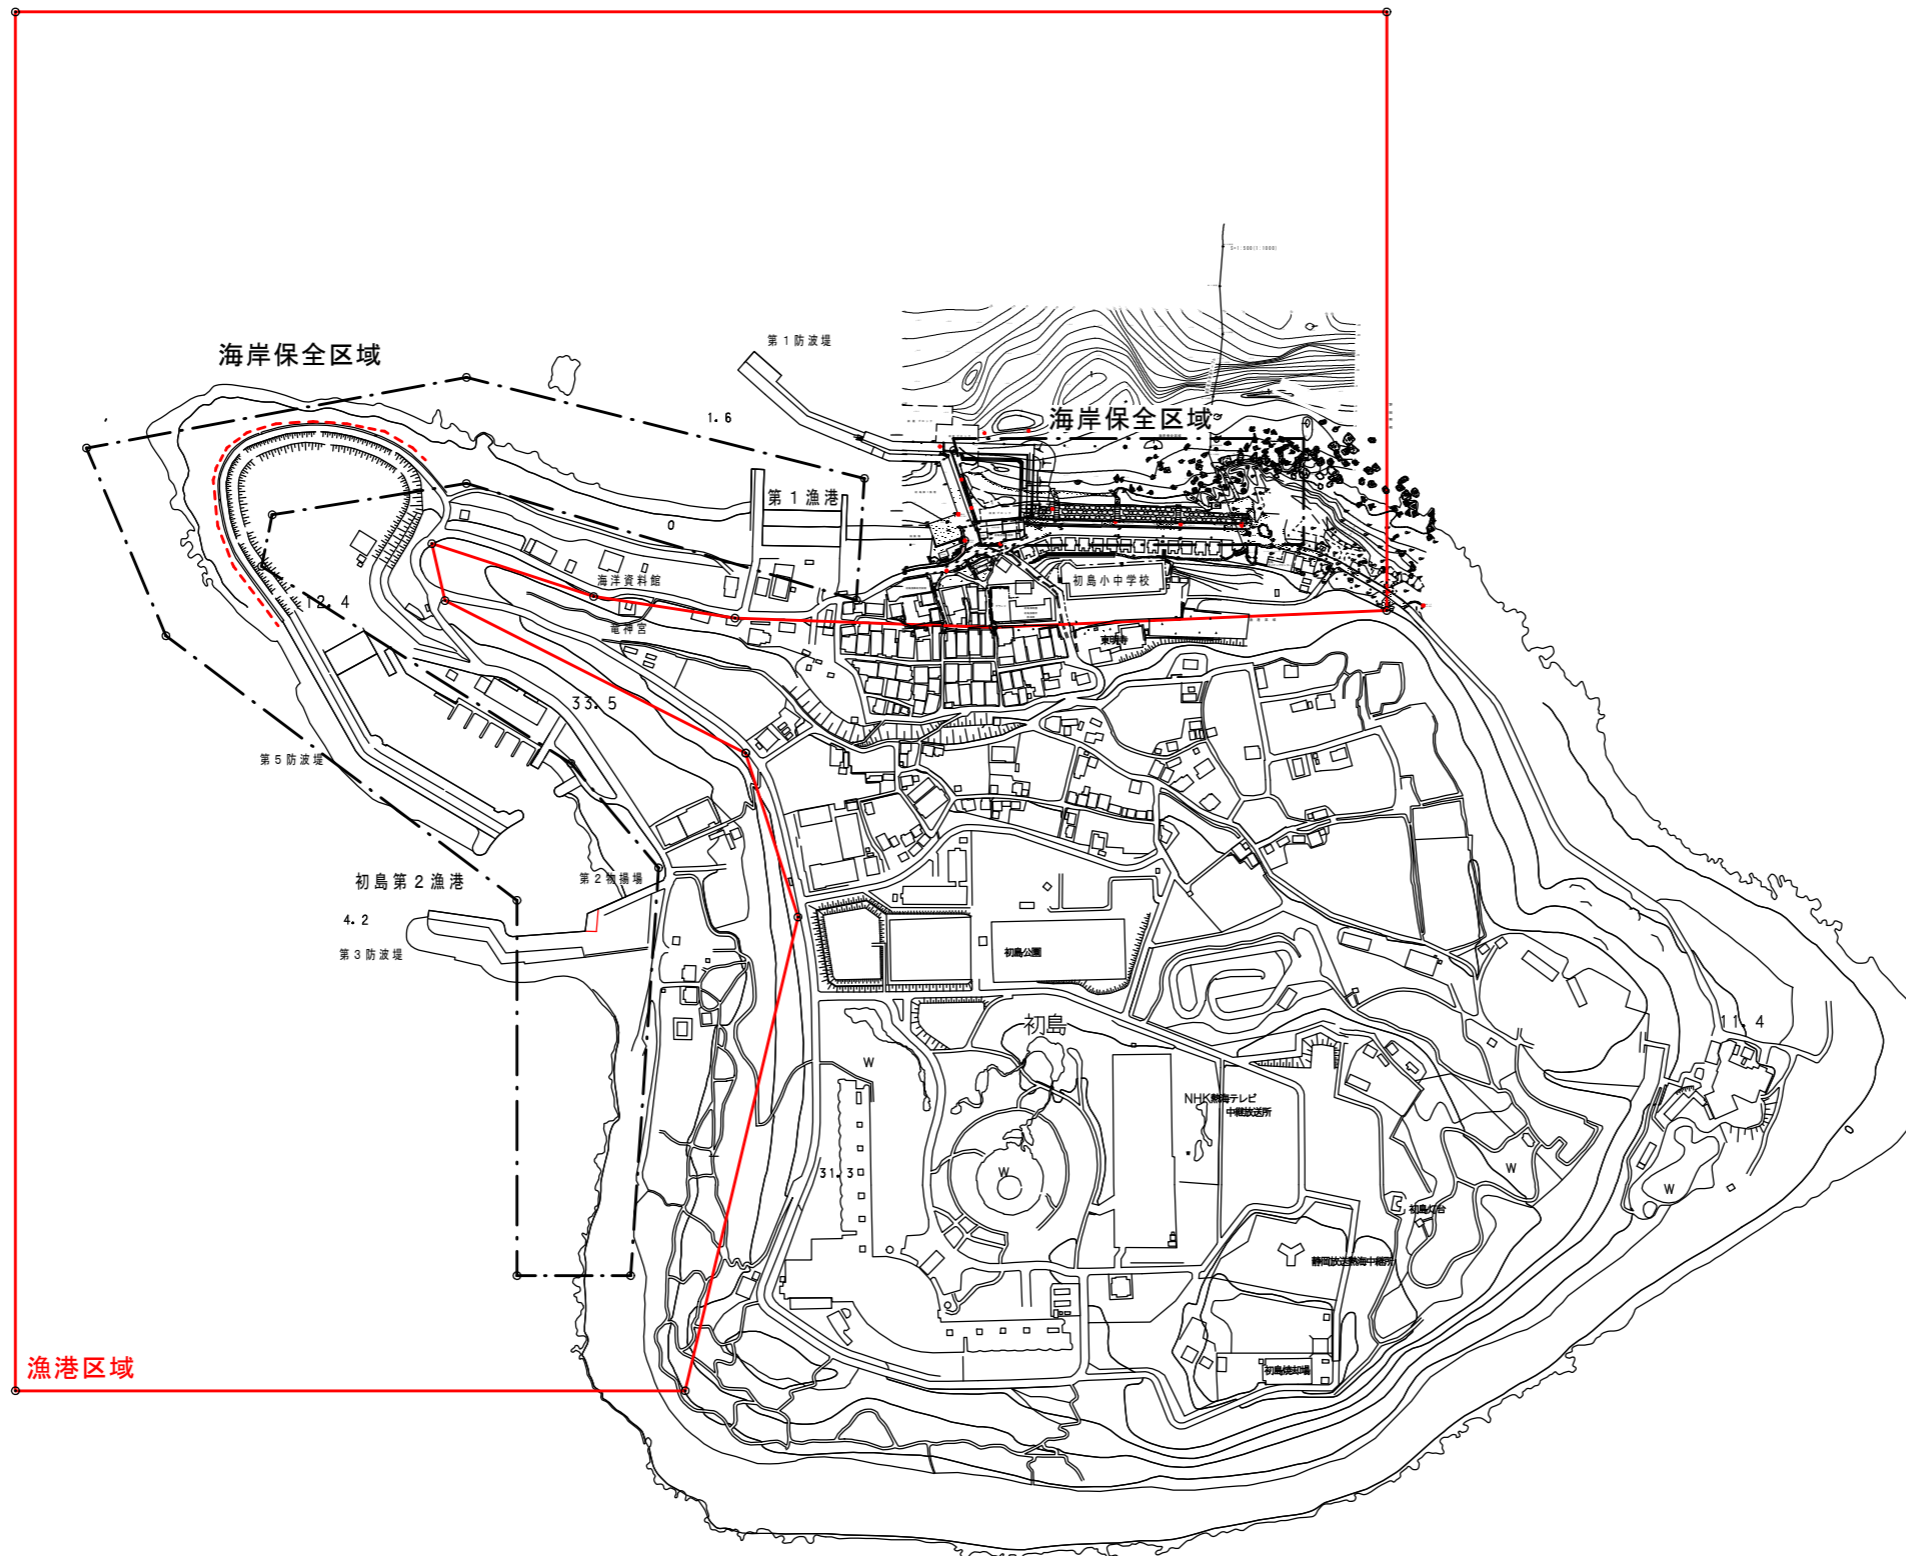 海岸保全区域
第1防波堤
1.6
海岸保全区域
第1漁港
0
海洋資料館
初島小中学校
12.4
竜神宮
東明寺
33.5
第5防波堤
初島第2漁港
第2物揚場
4.2
第3防波堤
初島公園
初島
11.4
W
NHK熱海テレビ
中継放送所
0
31.3
W
W
W
初島灯台
静岡放送熱海中継所
漁港区域
初島焼却場